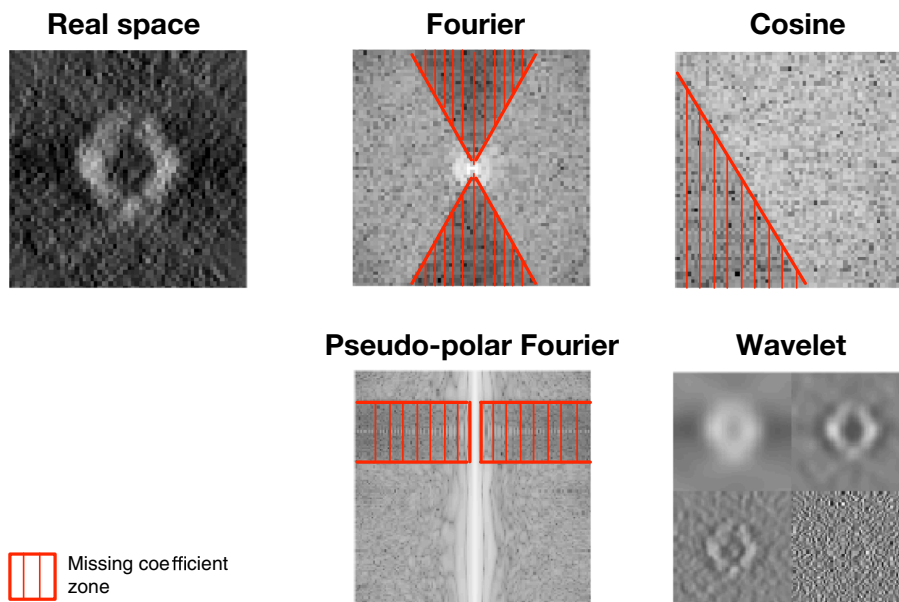 Real space
Fourier
Cosine
Pseudo-polar Fourier
Wavelet
Missing coefficient
zone